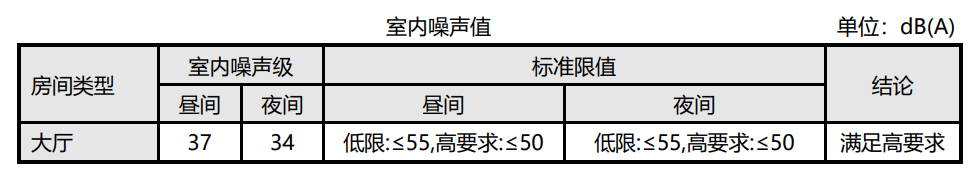 室内噪声值 单位：dB(A)
房间类型 室内噪声级 标准限值 结论
昼间 夜间 昼间 夜间
大厅 37 34 低限:≤55,高要求:≤50 低限:≤55,高要求:≤50 满足高要求